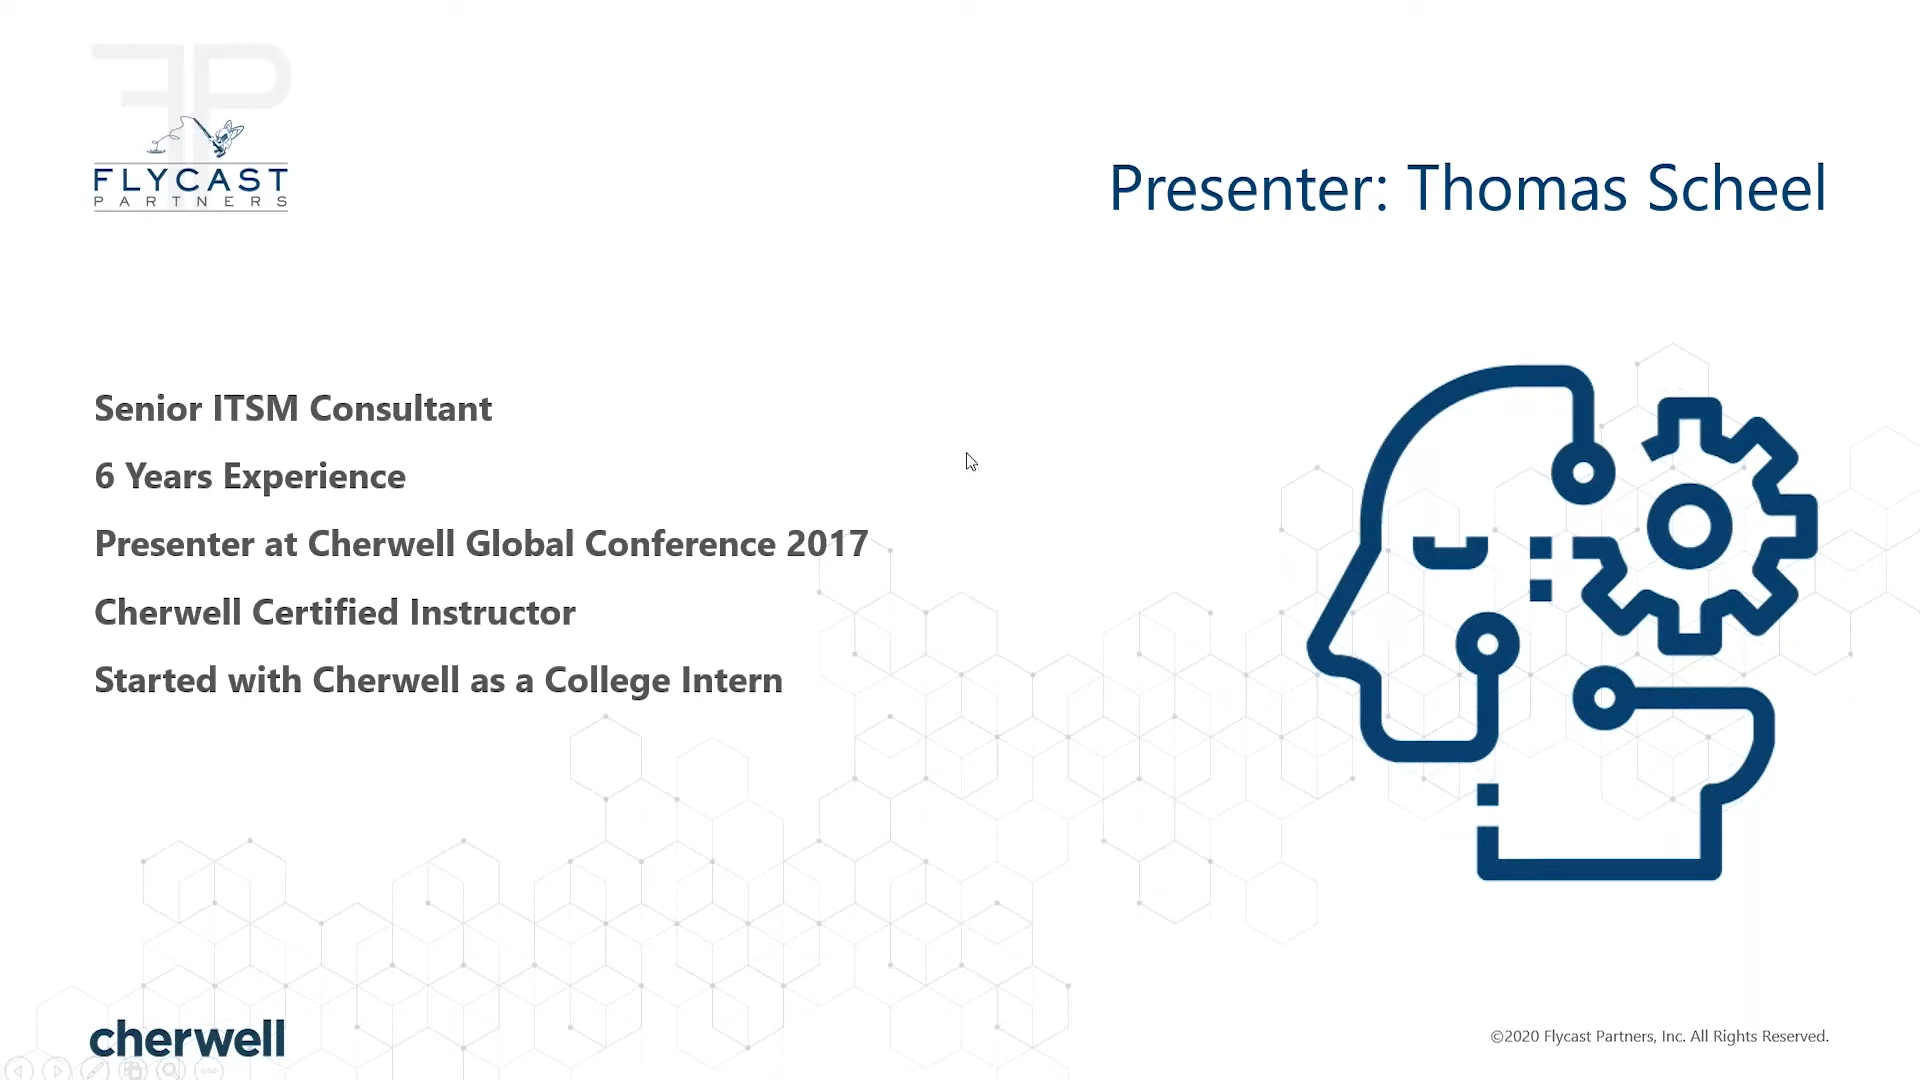 FP
FLYCAST
PARTNERS
Presenter: Thomas Scheel
Senior ITSM Consultant
6 Years Experience
Presenter at Cherwell Global Conference 2017
Cherwell Certified Instructor
Started with Cherwell as a College Intern
cherwell
©2020 Flycast Partners, Inc. All Rights Reserved.